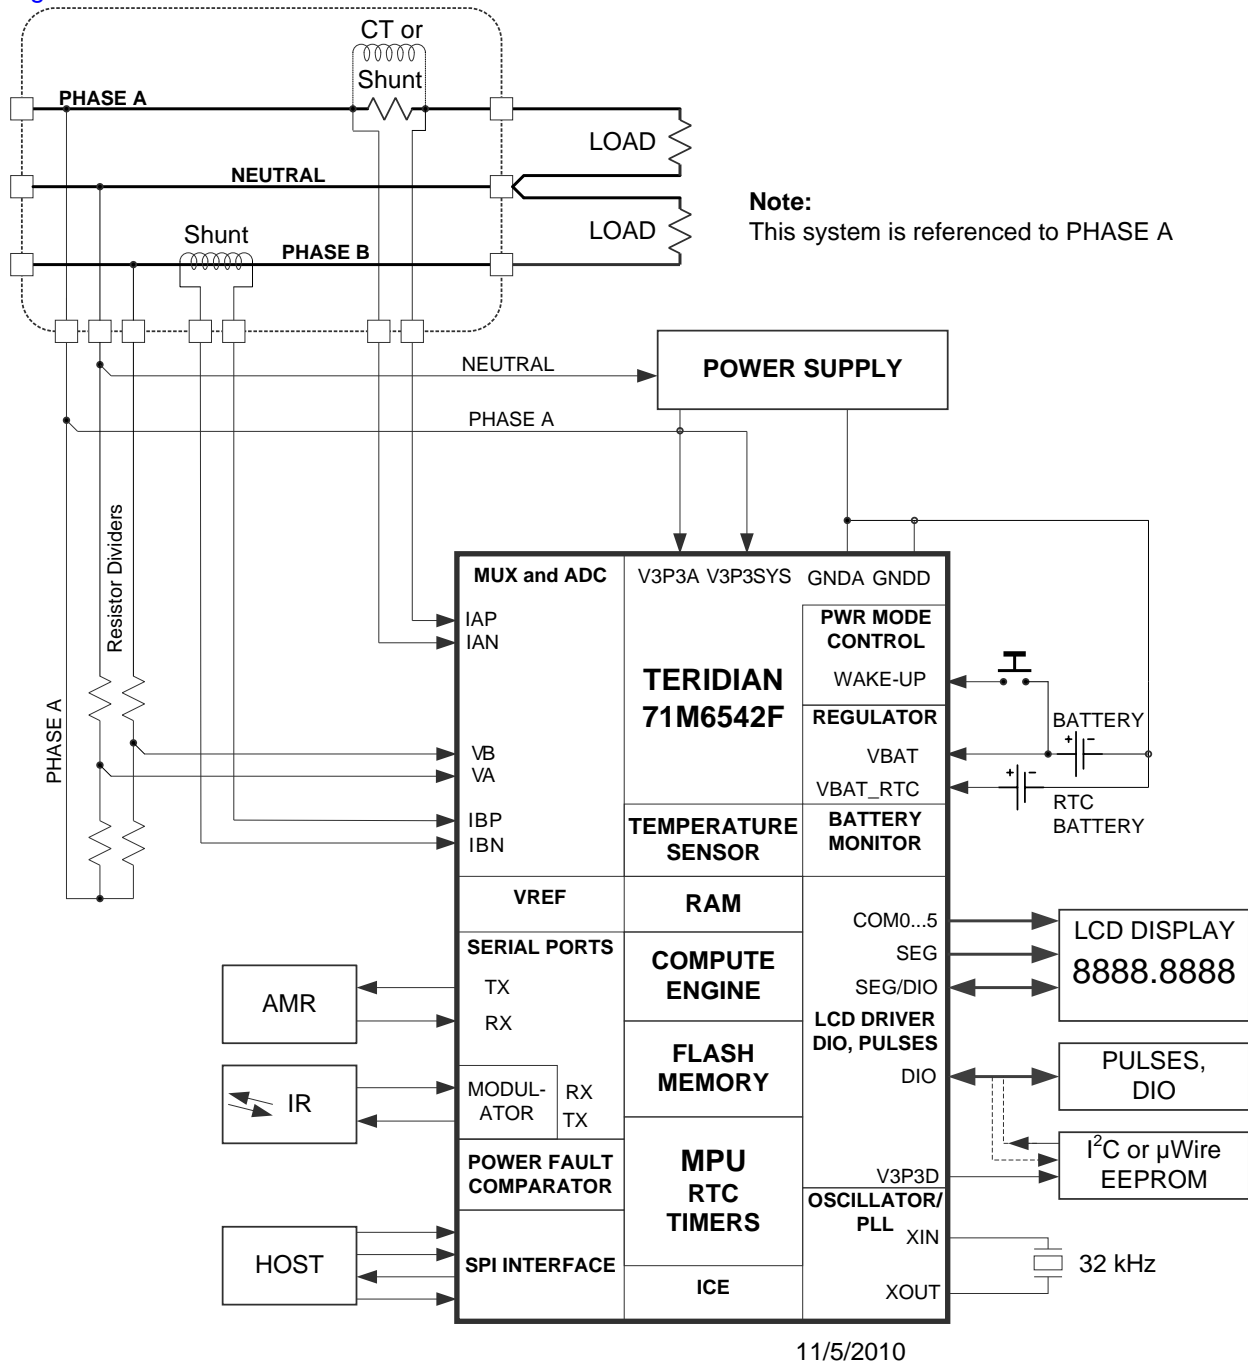 CT or
Shunt
PHASE A
LOAD
NEUTRAL
Note:
This system is referenced to PHASE A
Shunt
PHASE B
LOAD
NEUTRAL
POWER SUPPLY
PHASE A
Resistor Dividers
PHASE A
MUX and ADC
V3P3A V3P3SYS GNDA GNDD
IAP
IAN
PWR MODE
CONTROL
WAKE-UP
TERIDIAN
71M6542F
REGULATOR
BATTERY
VB
VA
VBAT
VBAT_RTC
RTC
BATTERY
IBP
IBN
TEMPERATURE
SENSOR
BATTERY
MONITOR
VREF
RAM
COM0...5
SEG
SEG/DIO
LCD DISPLAY
8888.8888
SERIAL PORTS
TX
RX
AMR
COMPUTE
ENGINE
LCD DRIVER
DIO, PULSES
DIO
FLASH
MEMORY
PULSES,
DIO
IR
MODUL-
ATOR
RX
TX
I²C or µWire
EEPROM
POWER FAULT
COMPARATOR
MPU
RTC
TIMERS
V3P3D
OSCILLATOR/
PLL
XIN
XOUT
32 kHz
HOST
SPI INTERFACE
ICE
11/5/2010